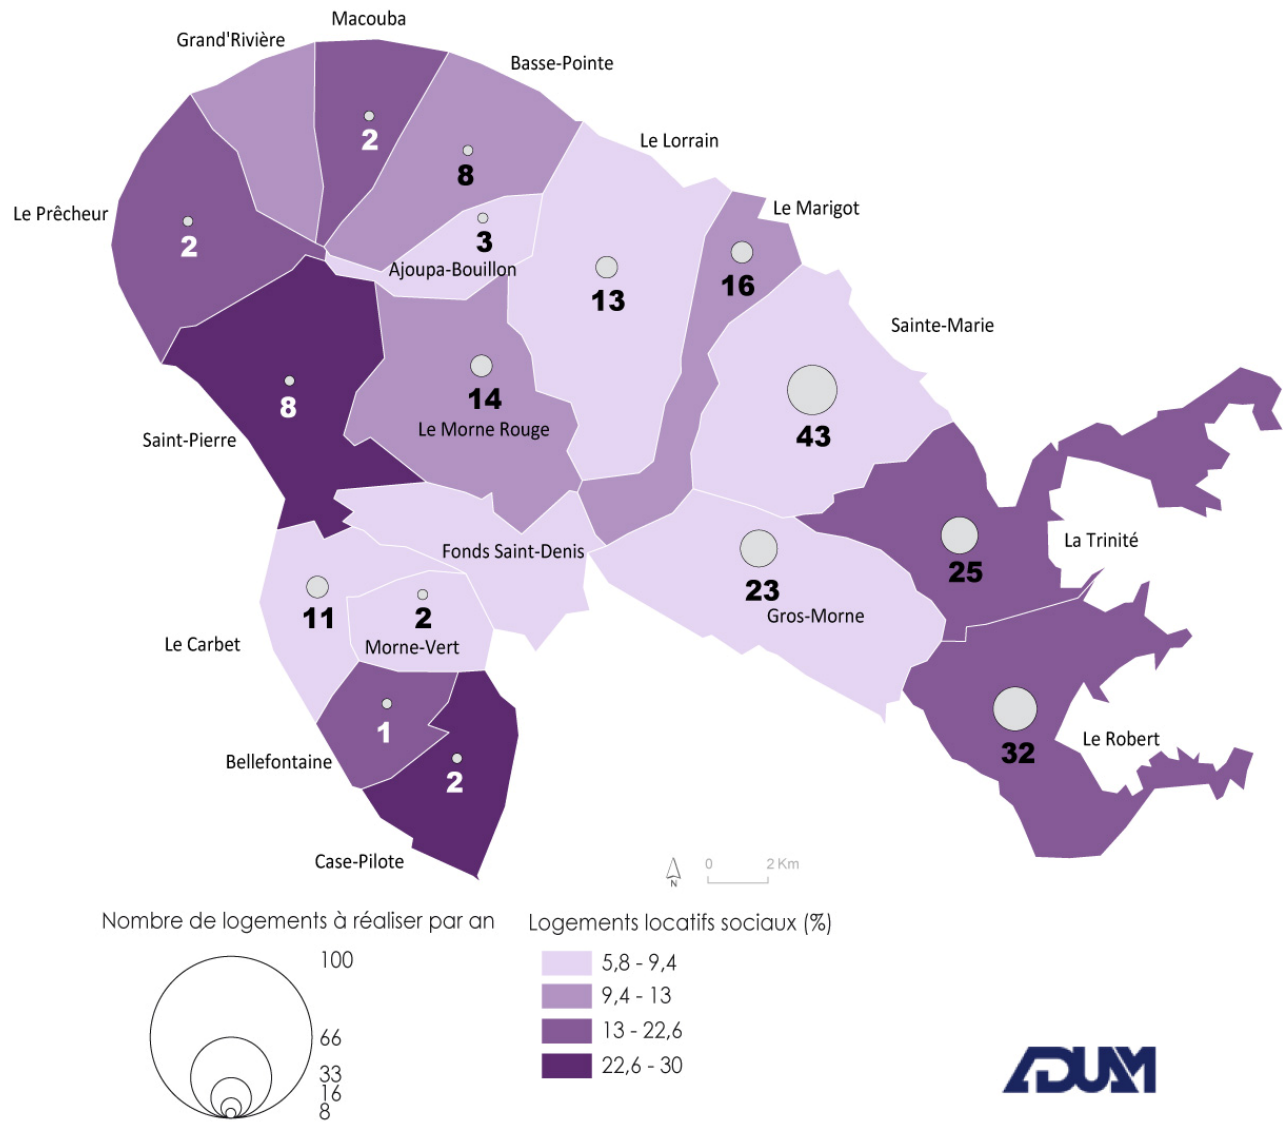 Macouba
Grand'Rivière
Basse-Pointe
Le Lorrain
2
8
Le Prêcheur
Le Marigot
2
3
Ajoupa-Bouillon
13
16
Sainte-Marie
8
14
Le Morne Rouge
43
Saint-Pierre
Fonds Saint-Denis
La Trinité
25
23
Gros-Morne
11
2
Le Carbet
Morne-Vert
1
Le Robert
32
Bellefontaine
2
Case-Pilote
N
0 2 Km
Nombre de logements à réaliser par an
100
66
33
16
8
Logements locatifs sociaux (%)
5,8 - 9,4
9,4 - 13
13 - 22,6
22,6 - 30
ADUAM